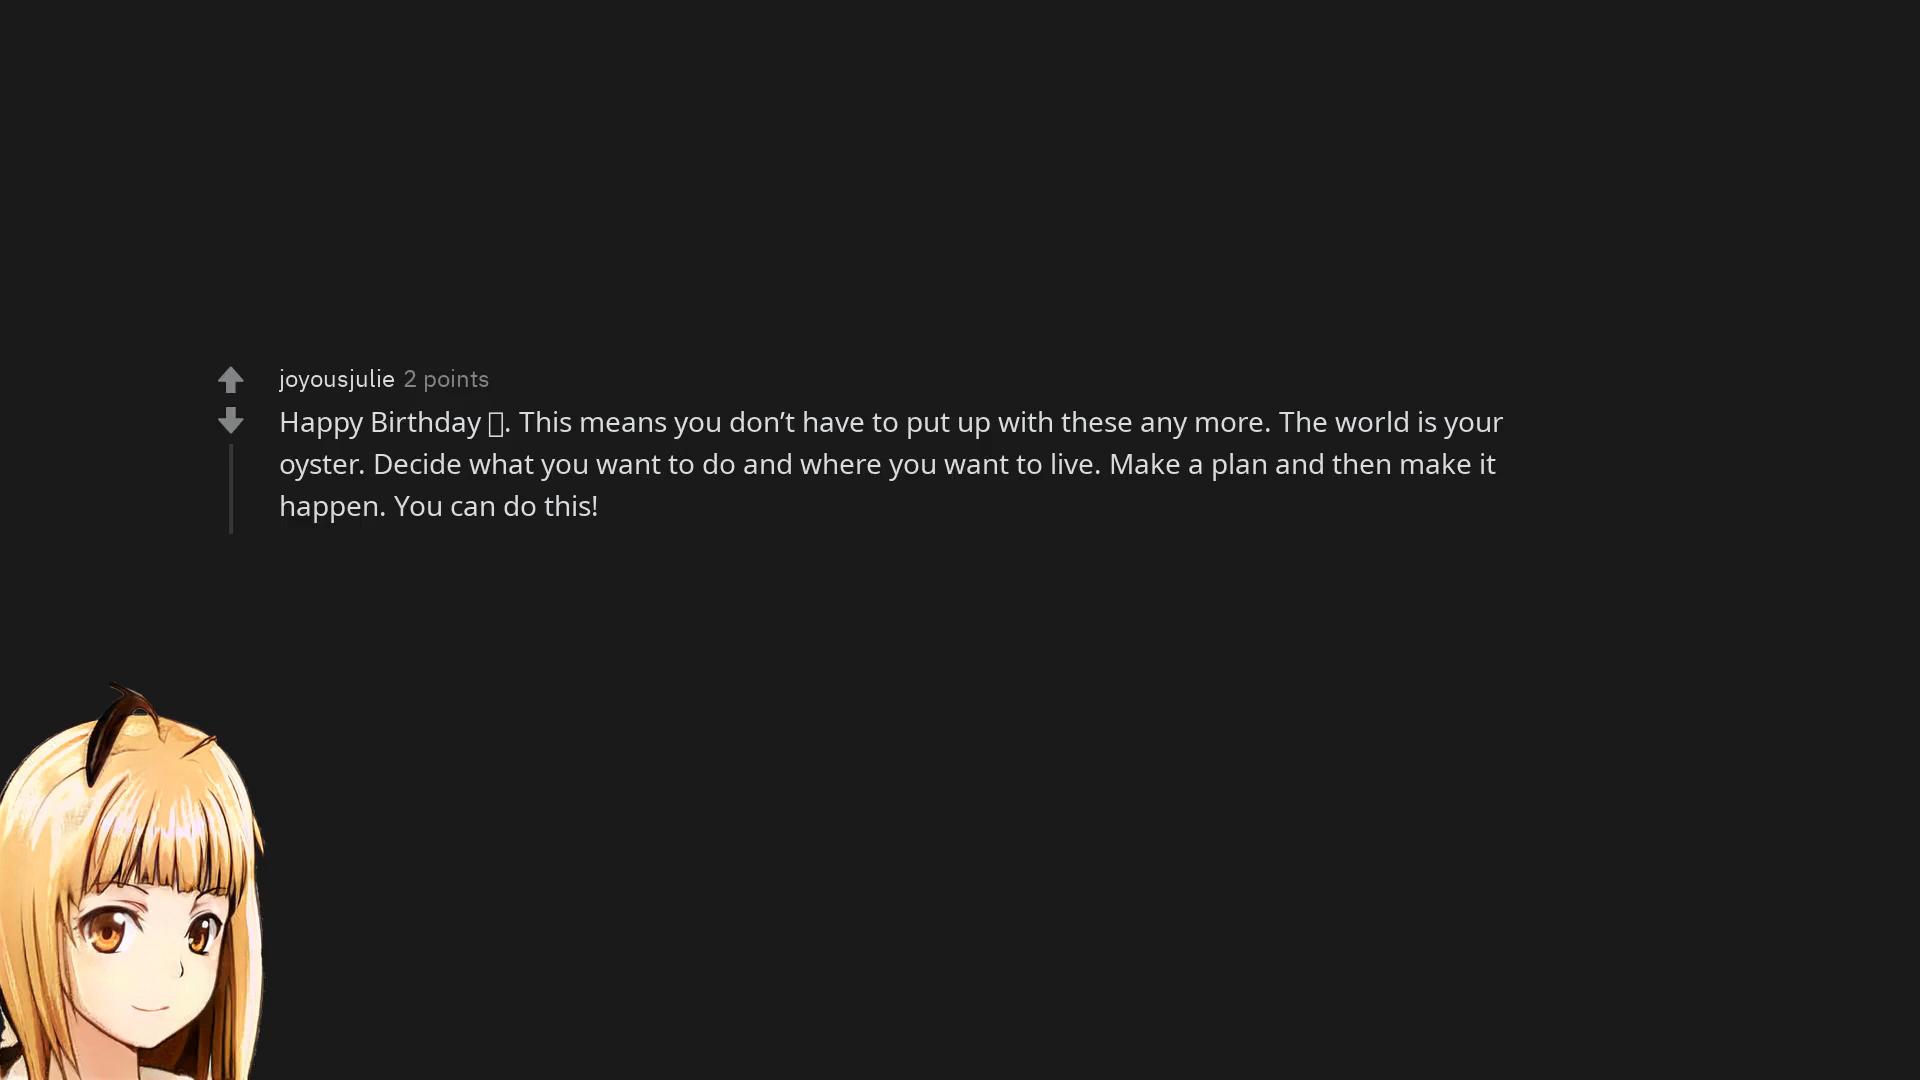 joyousjulie 2 points
Happy Birthday . This means you don’t have to put up with these any more. The world is your
oyster. Decide what you want to do and where you want to live. Make a plan and then make it
happen. You can do this!